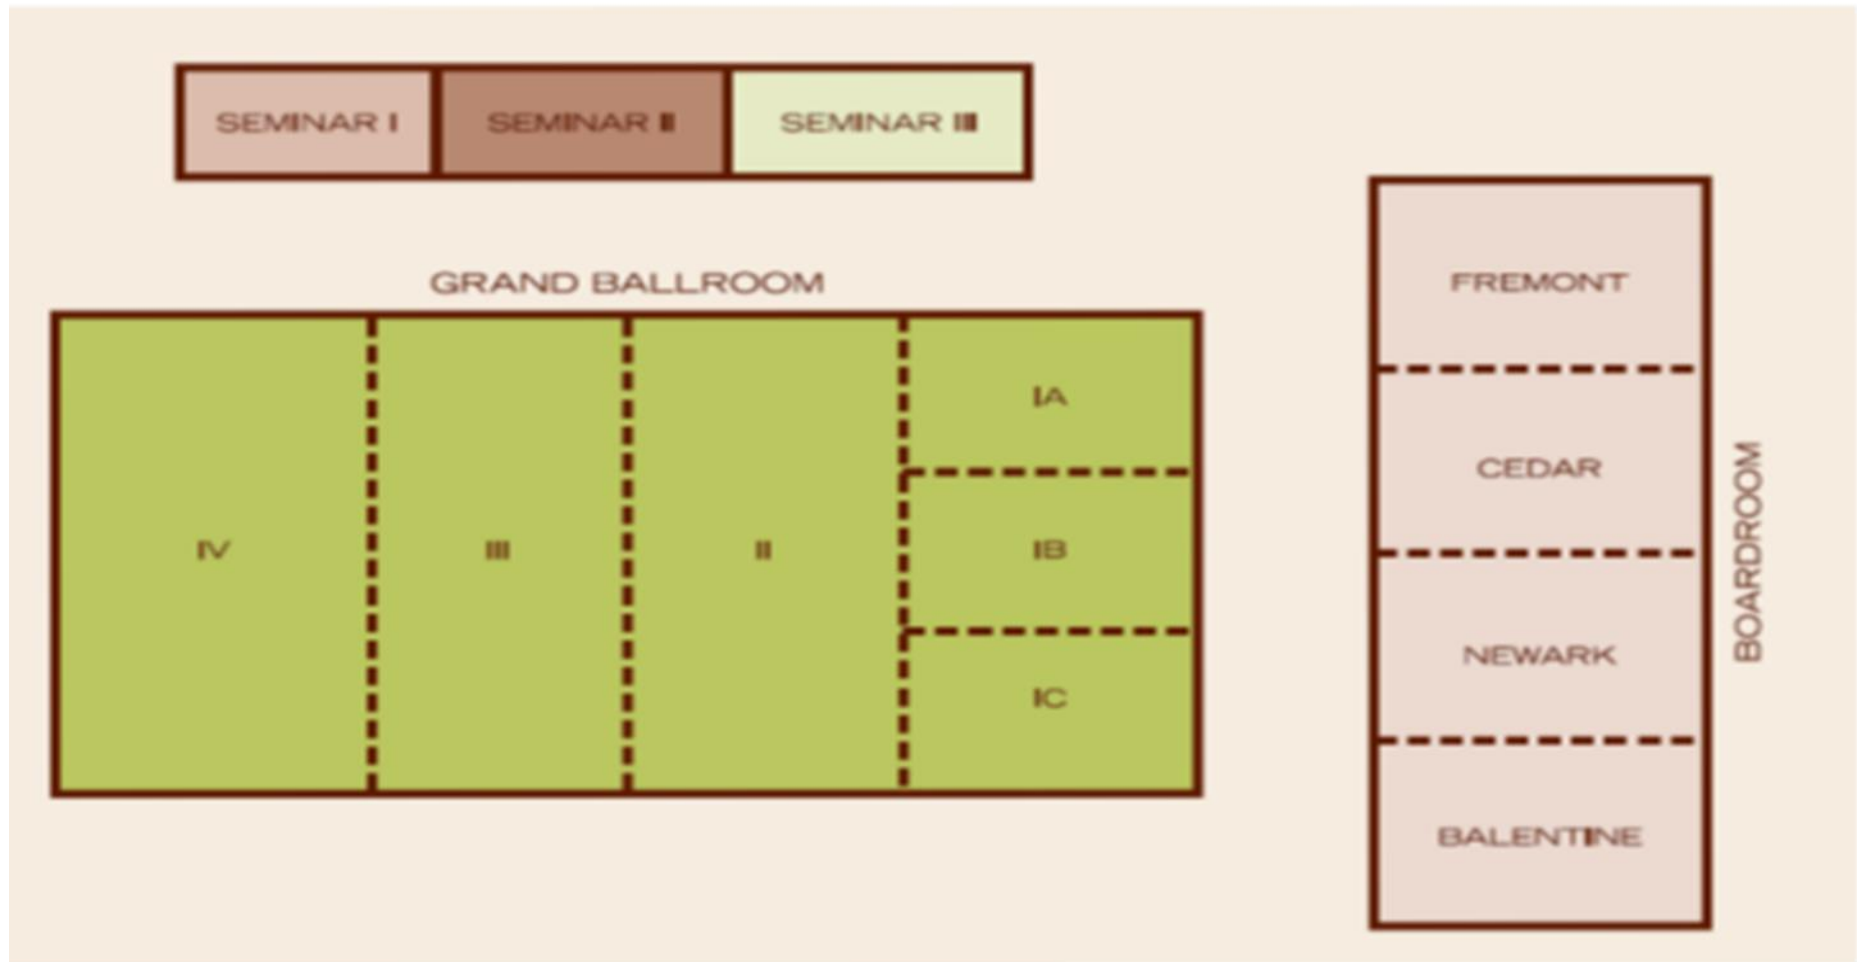 SEMINAR I
SEMINAR II
SEMINAR III
GRAND BALLROOM
IV
III
II
IA
IB
IC
FREMONT
CEDAR
NEWARK
BALENTINE
BOARDROOM